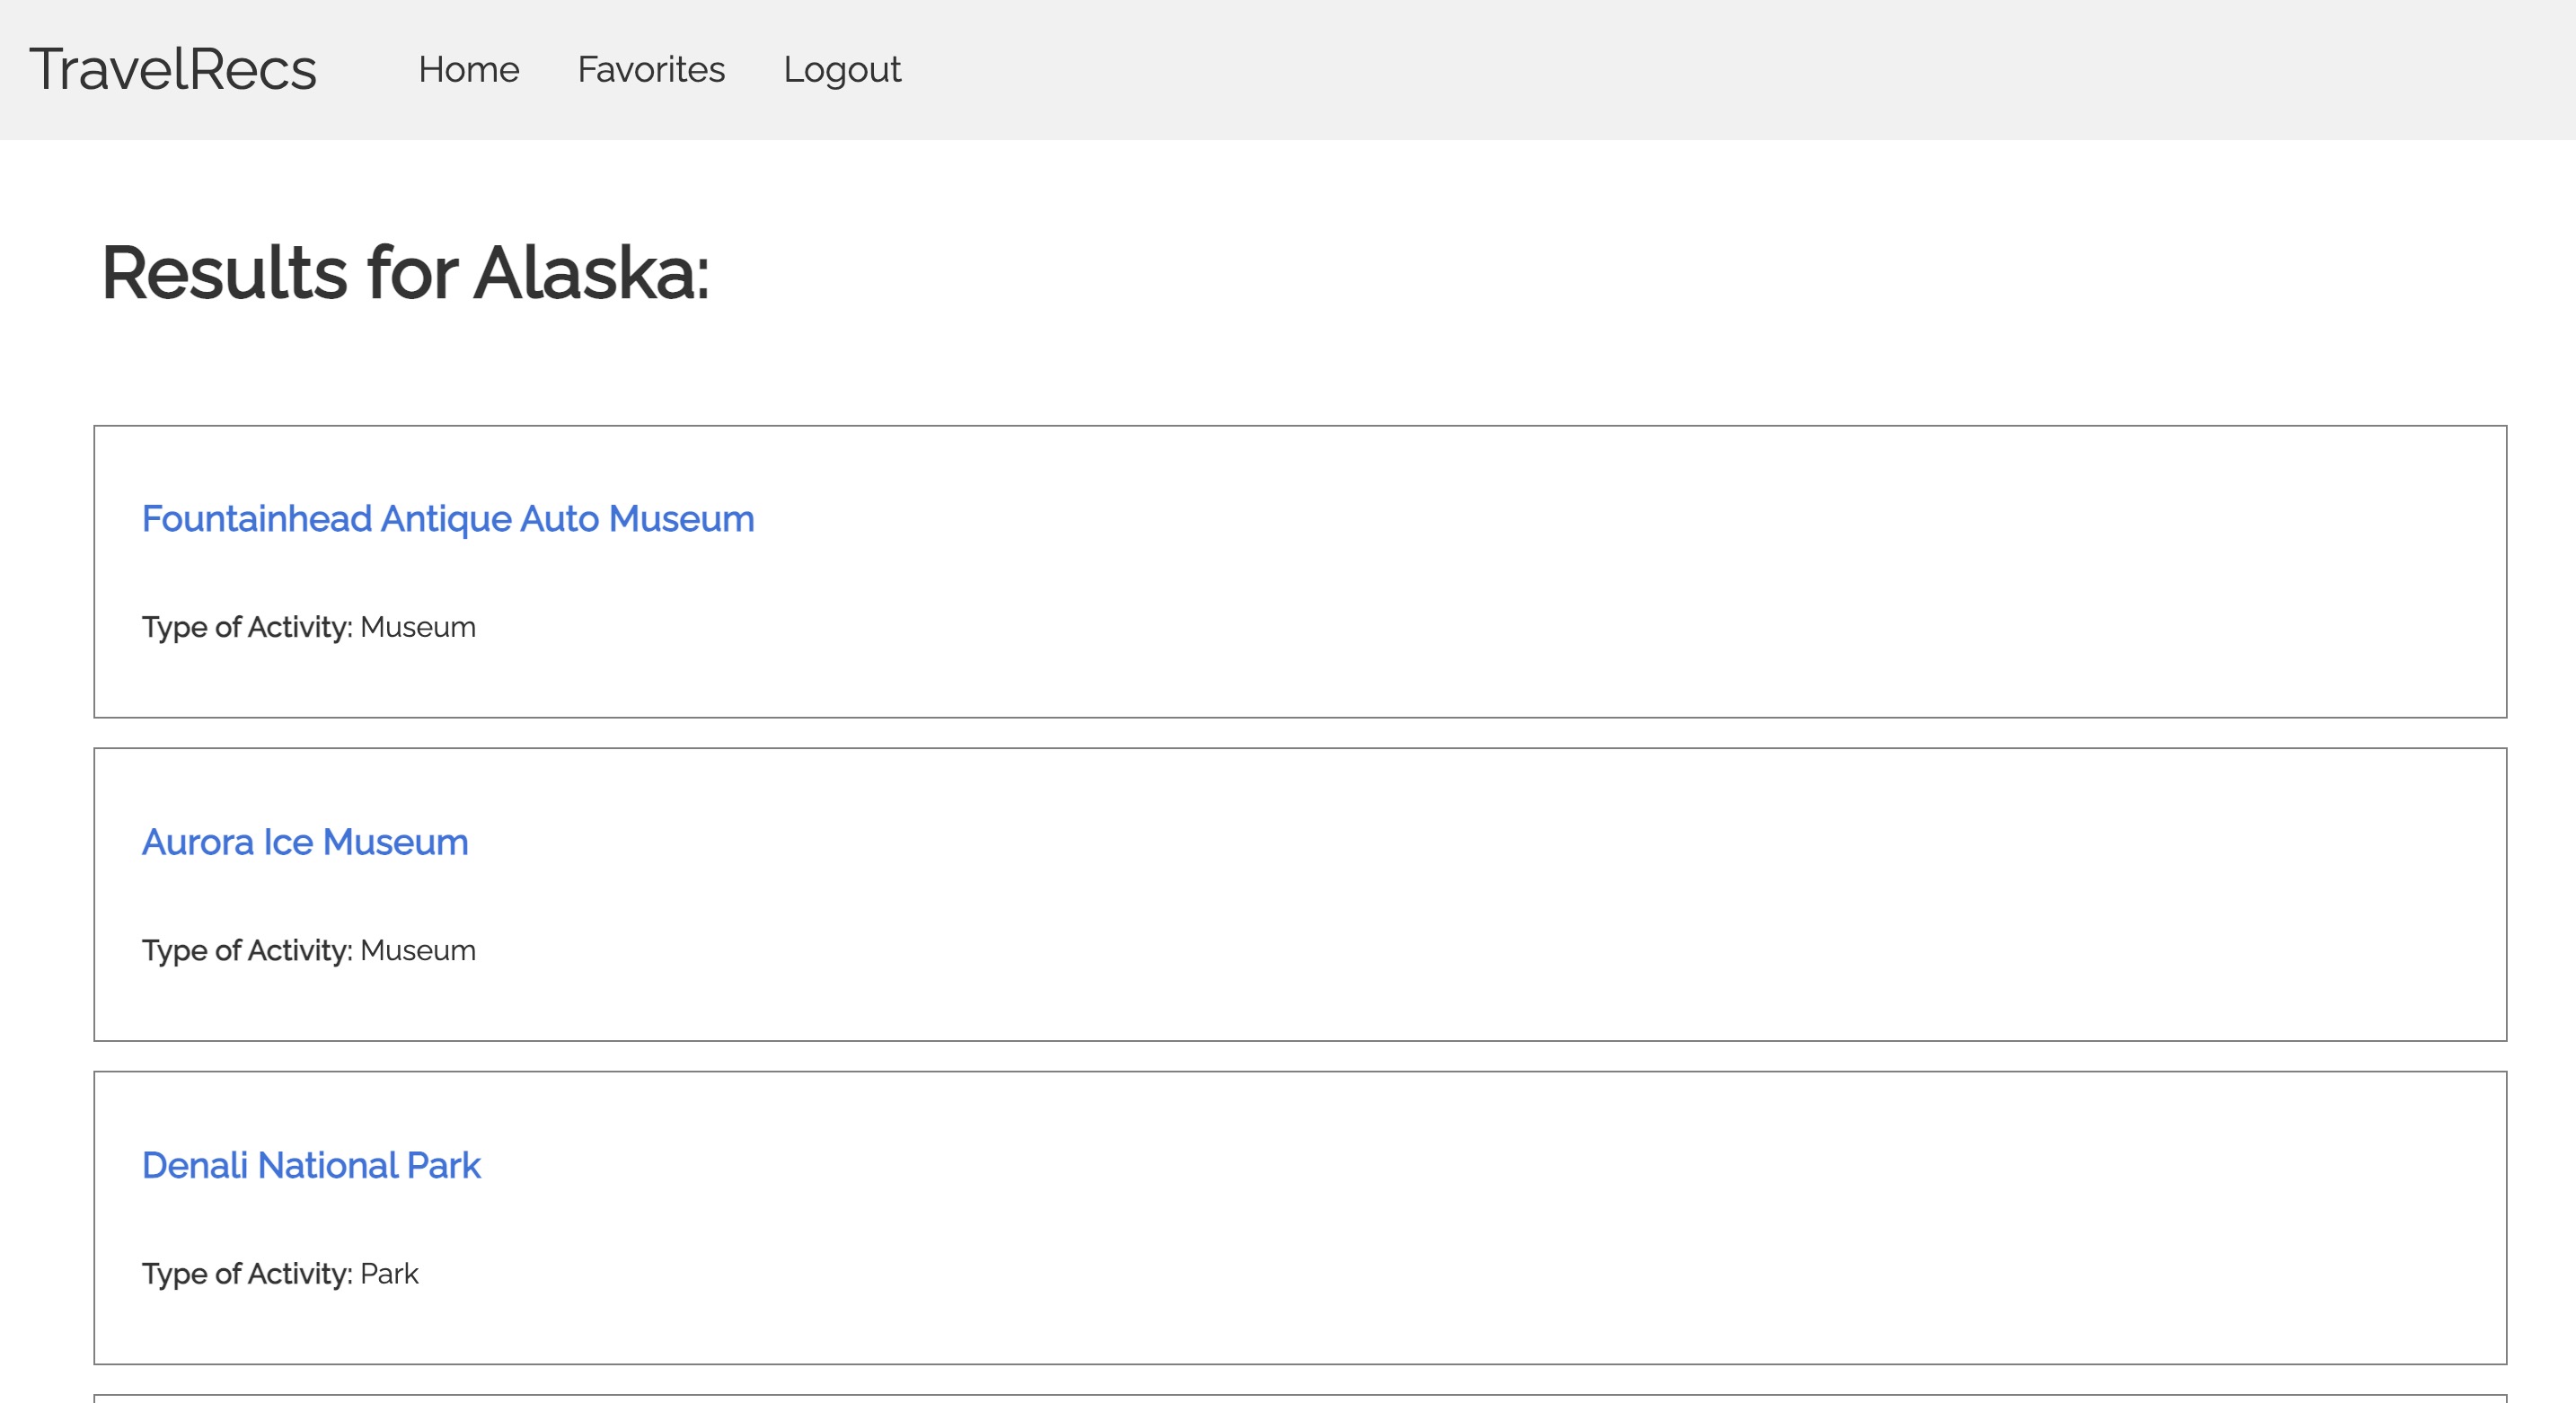 TravelRecs Home Favorites Logout
Results for Alaska:
Fountainhead Antique Auto Museum
Type of Activity: Museum
Aurora Ice Museum
Type of Activity: Museum
Denali National Park
Type of Activity: Park